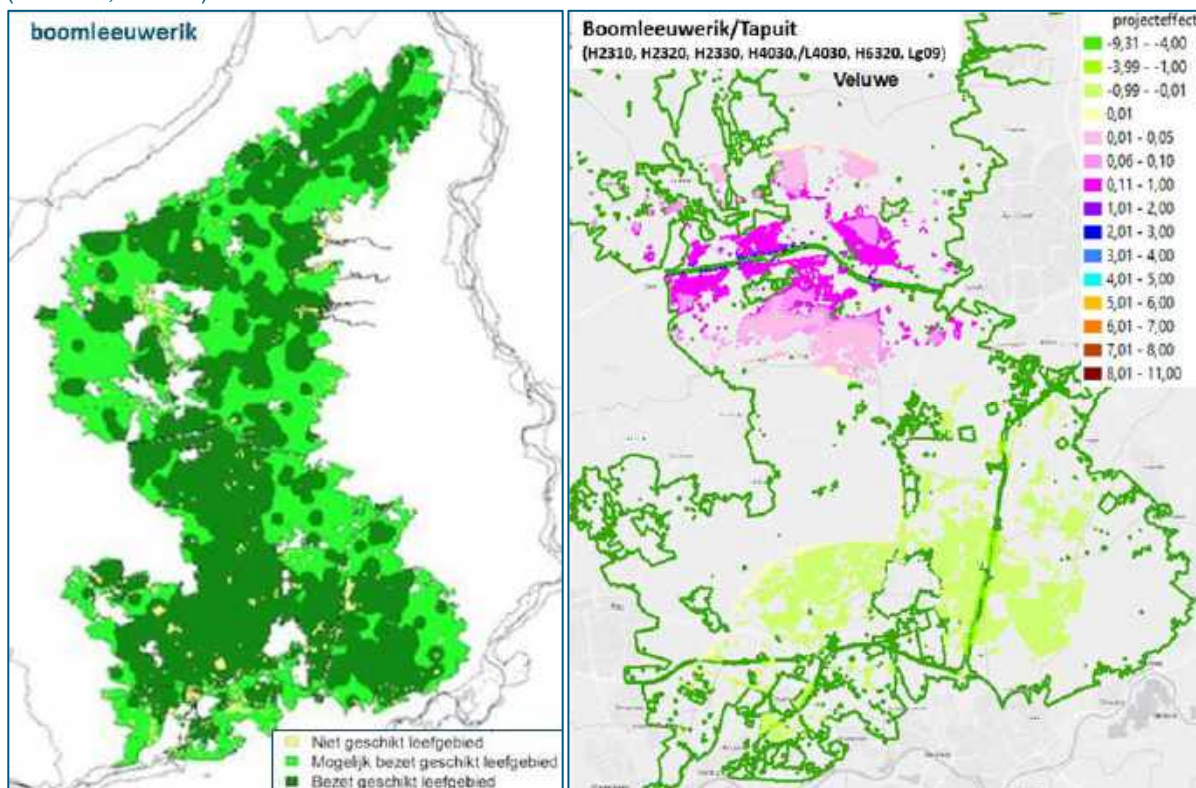 boomleeuwerik
Niet geschikt leefgebied
Mogelijk bezet geschikt leefgebied
Bezet geschikt leefgebied
Boomleeuwerik/Tapuit
(H2310, H2320, H2330, H4030,/L4030, H6320, Lg09)
Veluwe
projecteffect
-9,31 - -4,00
-3,99 - -1,00
-0,99 - -0,01
0,01
0,01 - 0,05
0,06 - 0,10
0,11 - 1,00
1,01 - 2,00
2,01 - 3,00
3,01 - 4,00
4,01 - 5,00
5,01 - 6,00
6,01 - 7,00
7,01 - 8,00
8,01 - 11,00